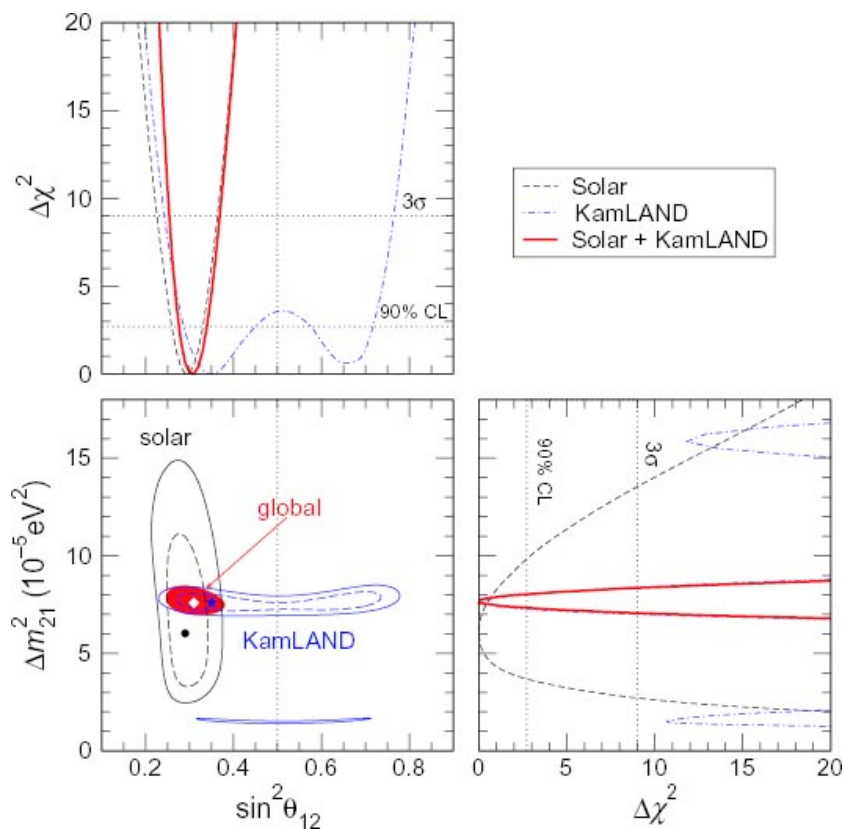 20
15
10
5
0
Δχ²
3σ
90% CL
Solar
KamLAND
Solar + KamLAND
solar
global
KamLAND
15
10
5
0
Δm²₂₁ (10⁻⁵ eV²)
0.2 0.4 0.6 0.8
sin²θ₁₂
90% CL
3σ
0 5 10 15 20
Δχ²